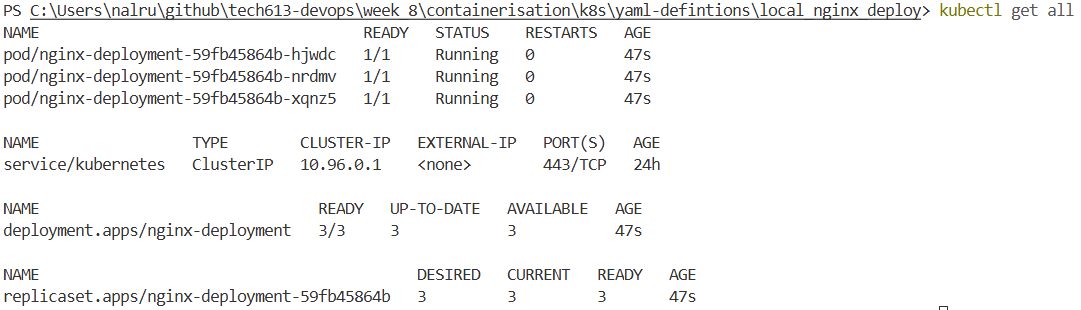 PS C:\Users\nalru\github\tech613-devops\week 8\containerisation\k8s\yaml-defintions\local nginx deploy> kubectl get all
NAME READY STATUS RESTARTS AGE
pod/nginx-deployment-59fb45864b-hjwdc 1/1 Running 0 47s
pod/nginx-deployment-59fb45864b-nrdmv 1/1 Running 0 47s
pod/nginx-deployment-59fb45864b-xqnz5 1/1 Running 0 47s
NAME TYPE CLUSTER-IP EXTERNAL-IP PORT(S) AGE
service/kubernetes ClusterIP 10.96.0.1 <none> 443/TCP 24h
NAME READY UP-TO-DATE AVAILABLE AGE
deployment.apps/nginx-deployment 3/3 3 3 47s
NAME DESIRED CURRENT READY AGE
replicaset.apps/nginx-deployment-59fb45864b 3 3 3 47s